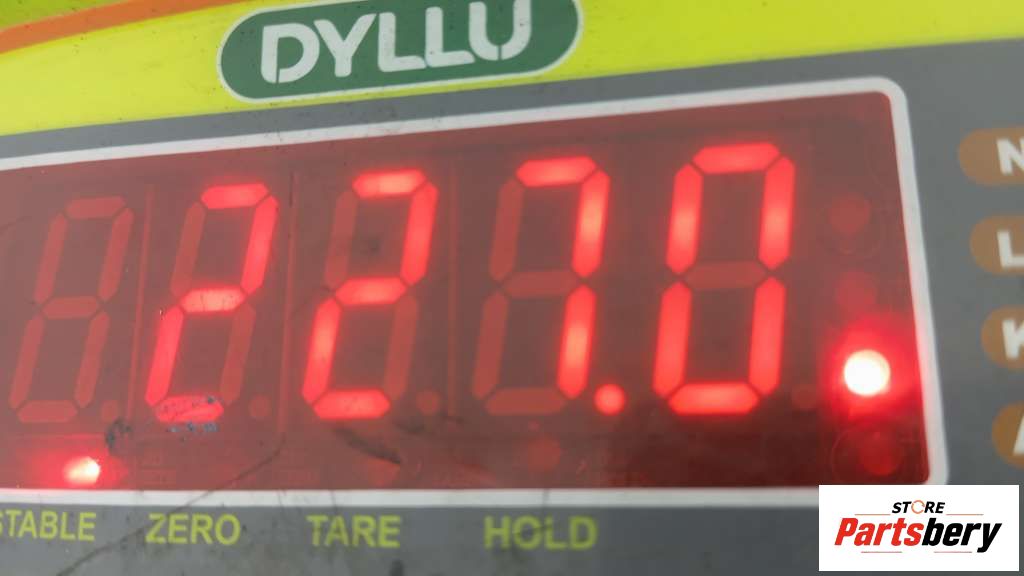 DYLLU
227.0
N
L
K
STABLE ZERO TARE HOLD
STORE
Partsbery